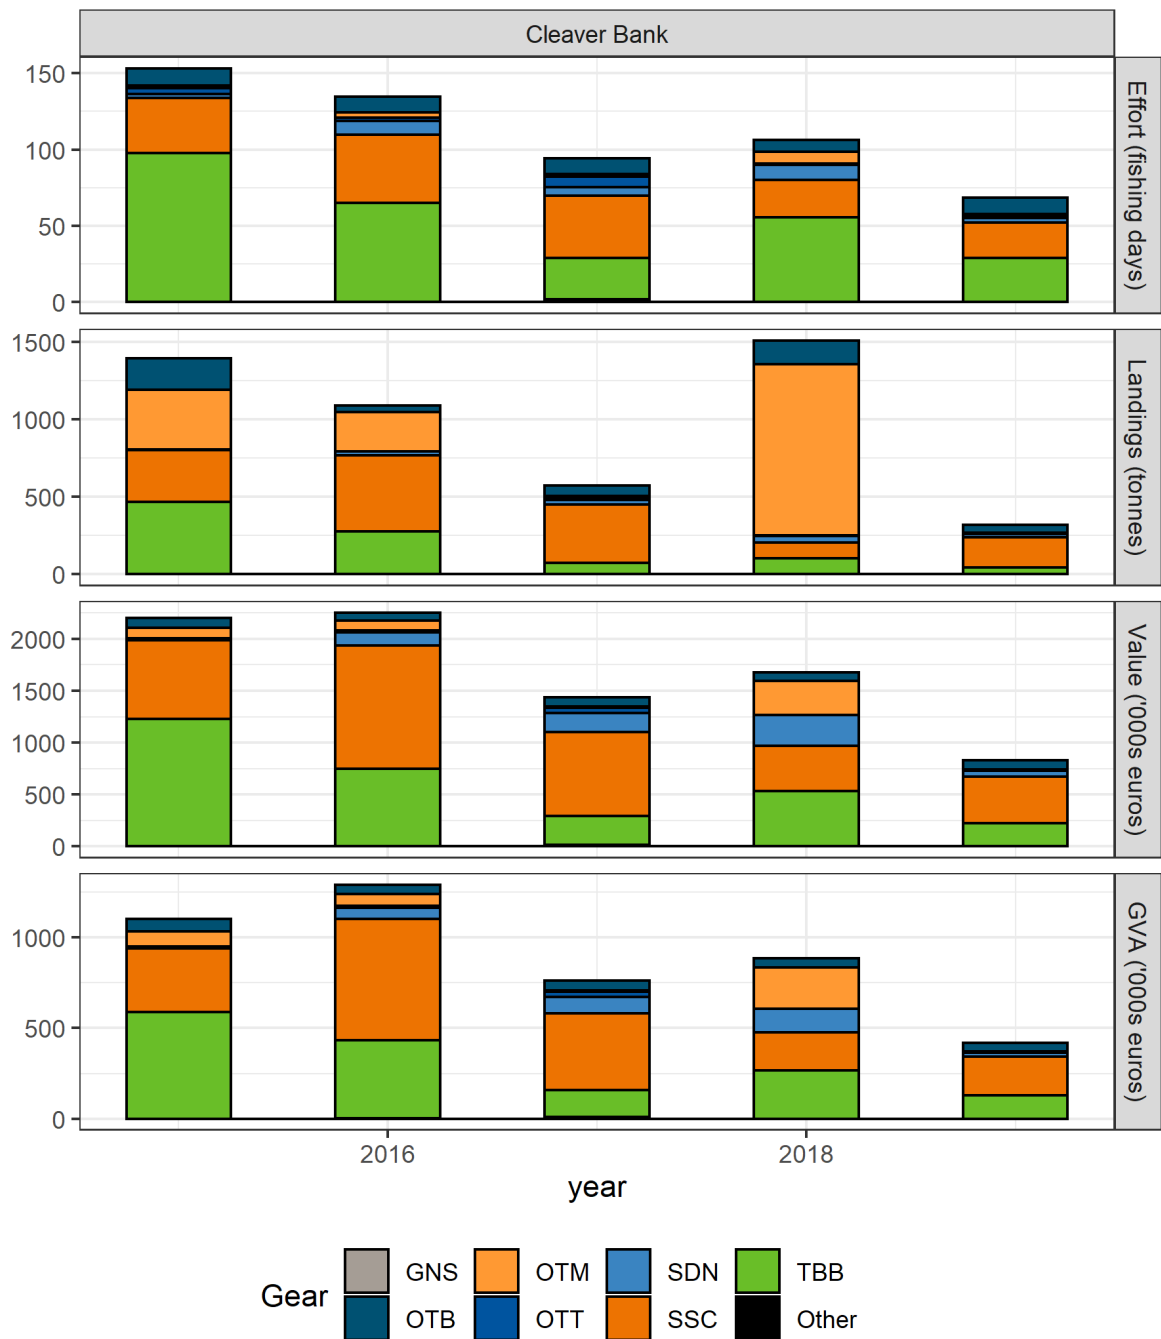 Cleaver Bank
150
100
50
0
Effort (fishing days)
1500
1000
500
0
Landings (tonnes)
2000
1500
1000
500
0
Value ('000s euros)
1000
500
0
GVA ('000s euros)
2016
2018
year
Gear
GNS
OTM
SDN
TBB
OTB
OTT
SSC
Other